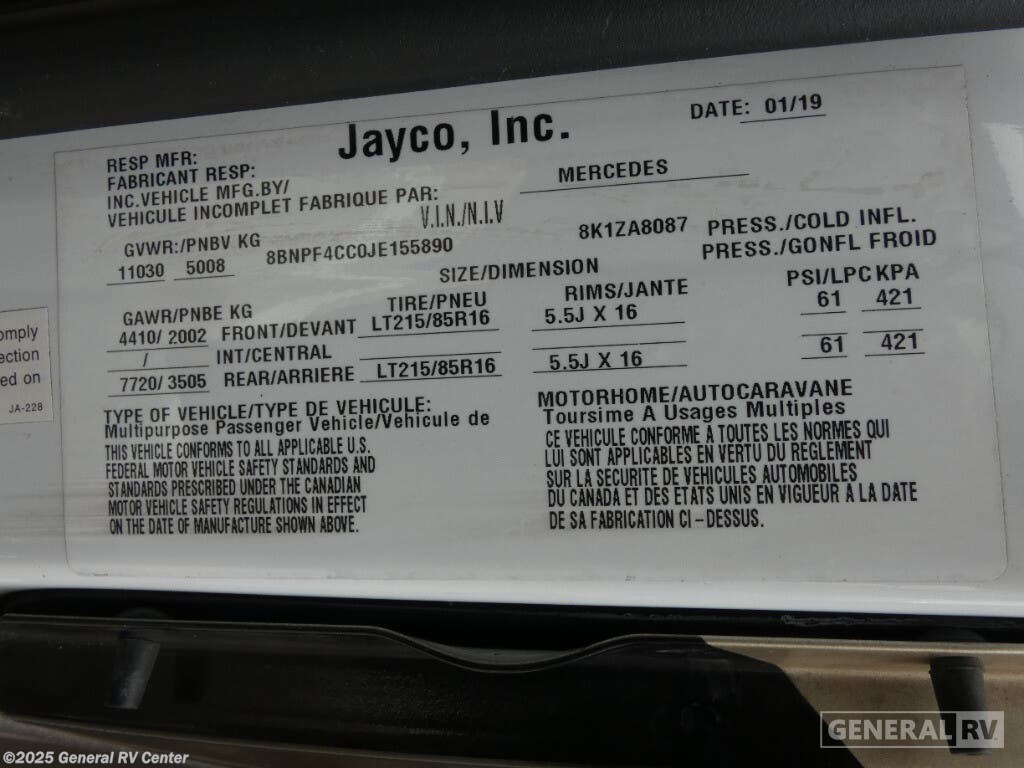 Jayco, Inc.
DATE: 01/19
RESP MFR:
FABRICANT RESP:
INC.VEHICLE MFG.BY/
VEHICULE INCOMPLET FABRIQUE PAR:
MERCEDES
V.I.N./N.I.V
GVWR:/PNBV KG
11030 5008
8BNPF4CC0JE155890
8K1ZA8087
PRESS./COLD INFL.
PRESS./GONFL FROID
SIZE/DIMENSION
GAWR/PNBE KG
TIRE/PNEU
RIMS/JANTE
PSI/LPC KPA
4410/ 2002 FRONT/DEVANT LT215/85R16 5.5J X 16 61 421
/ INT/CENTRAL
7720/ 3505 REAR/ARRIERE LT215/85R16 5.5J X 16 61 421
TYPE OF VEHICLE/TYPE DE VEHICULE:
MOTORHOME/AUTOCARAVANE
Multipurpose Passenger Vehicle/Vehicule de
Toursime A Usages Multiples
THIS VEHICLE CONFORMS TO ALL APPLICABLE U.S.
FEDERAL MOTOR VEHICLE SAFETY STANDARDS AND
STANDARDS PRESCRIBED UNDER THE CANADIAN
MOTOR VEHICLE SAFETY REGULATIONS IN EFFECT
ON THE DATE OF MANUFACTURE SHOWN ABOVE.
CE VEHICULE CONFORME A TOUTES LES NORMES QUI
LUI SONT APPLICABLES EN VERTU DU REGLEMENT
SUR LA SECURITE DE VEHICULES AUTOMOBILES
DU CANADA ET DES ETATS UNIS EN VIGUEUR A LA DATE
DE SA FABRICATION CI-DESSUS.
omply
ection
ed on
JA-228
GENERAL RV
©2025 General RV Center